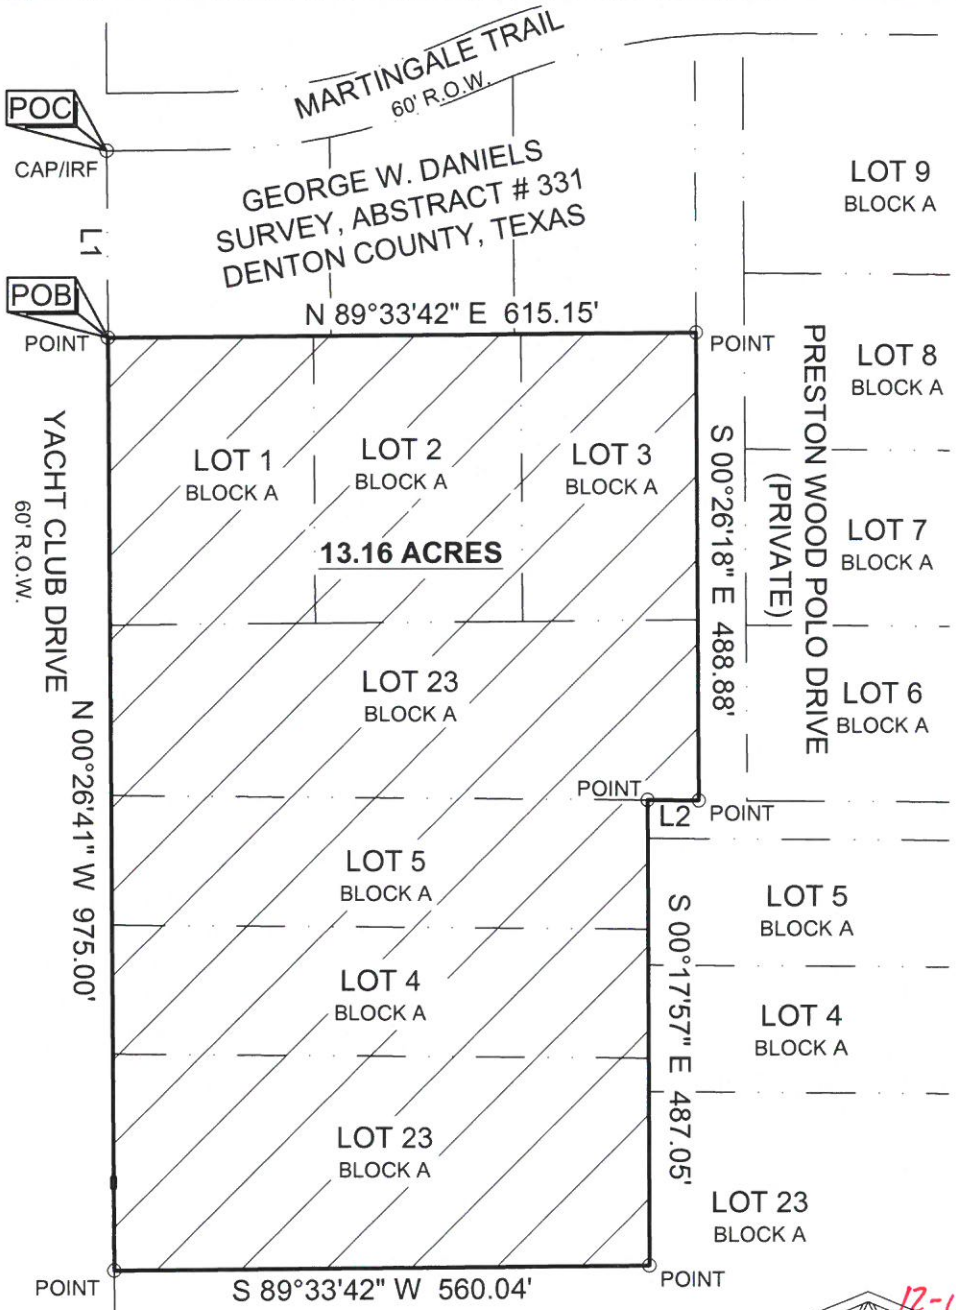 MARTINGALE TRAIL
60' R.O.W.
POC
CAP/IRF
GEORGE W. DANIELS
SURVEY, ABSTRACT # 331
DENTON COUNTY, TEXAS
LOT 9
BLOCK A
L1
POB
POINT
N 89°33'42" E 615.15'
POINT
LOT 8
BLOCK A
PRESTON WOOD POLO DRIVE
(PRIVATE)
YACHT CLUB DRIVE
60' R.O.W.
LOT 1
BLOCK A
LOT 2
BLOCK A
LOT 3
BLOCK A
S 00°26'18" E 488.88'
LOT 7
BLOCK A
13.16 ACRES
LOT 23
BLOCK A
LOT 6
BLOCK A
N 00°26'41" W 975.00'
POINT
L2
POINT
LOT 5
BLOCK A
LOT 5
BLOCK A
S 00°17'57" E 487.05'
LOT 4
BLOCK A
LOT 4
BLOCK A
LOT 23
BLOCK A
LOT 23
BLOCK A
POINT
S 89°33'42" W 560.04'
POINT